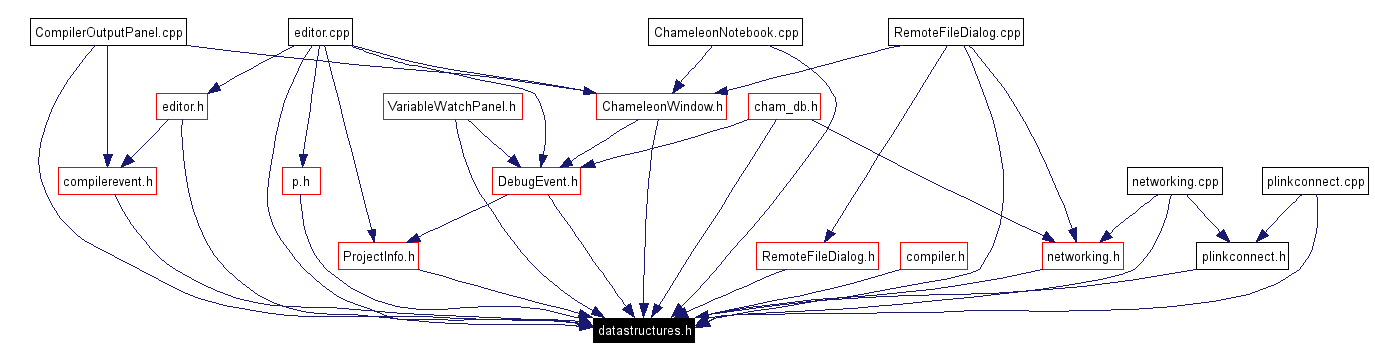 CompilerOutputPanel.cpp
editor.cpp
ChameleonNotebook.cpp
RemoteFileDialog.cpp
editor.h
VariableWatchPanel.h
ChameleonWindow.h
cham_db.h
compilerevent.h
p.h
DebugEvent.h
networking.cpp
plinkconnect.cpp
ProjectInfo.h
RemoteFileDialog.h
compiler.h
networking.h
plinkconnect.h
datastructures.h